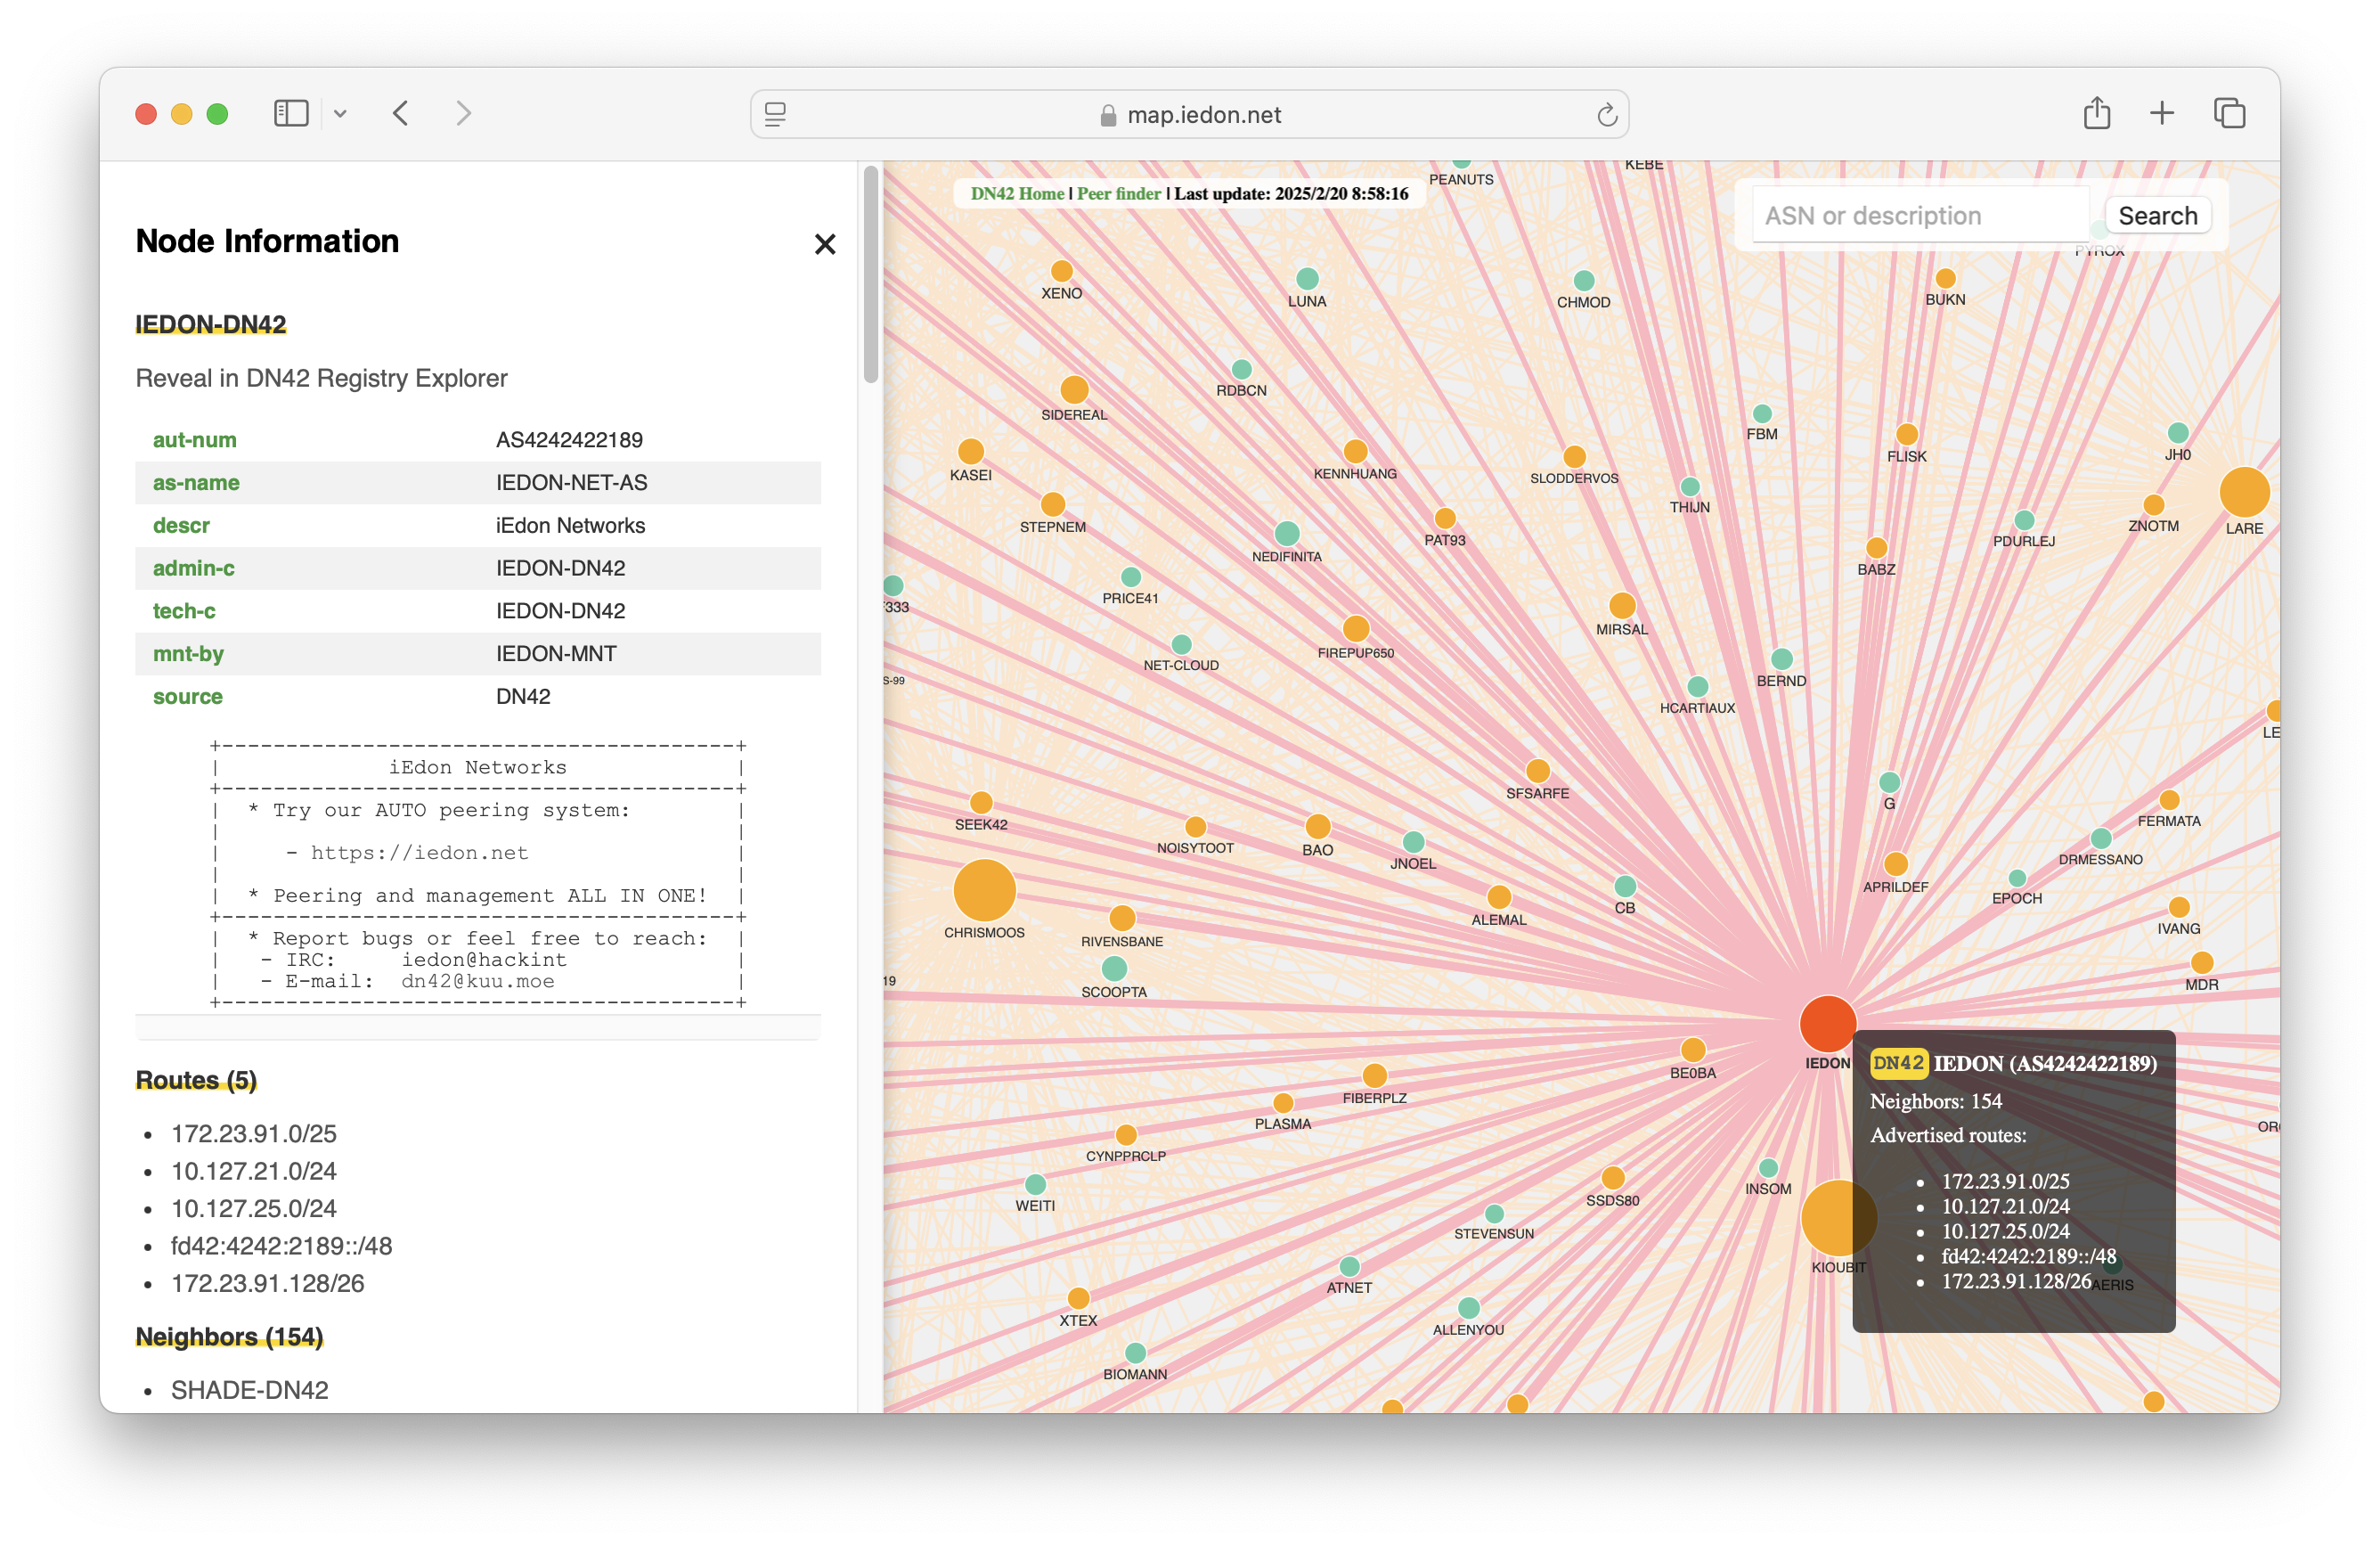 map.iedon.net
Node Information
IEDON-DN42
Reveal in DN42 Registry Explorer
aut-num AS4242422189
as-name IEDON-NET-AS
descr iEdon Networks
admin-c IEDON-DN42
tech-c IEDON-DN42
mnt-by IEDON-MNT
source DN42
+----------------------------------------+
| iEdon Networks |
+----------------------------------------+
| * Try our AUTO peering system: |
| |
| - https://iedon.net |
| |
| * Peering and management ALL IN ONE! |
+----------------------------------------+
| * Report bugs or feel free to reach: |
| - IRC: iedon@hackint |
| - E-mail: dn42@kuu.moe |
+----------------------------------------+
Routes (5)
• 172.23.91.0/25
• 10.127.21.0/24
• 10.127.25.0/24
• fd42:4242:2189::/48
• 172.23.91.128/26
Neighbors (154)
• SHADE-DN42
DN42 Home | Peer finder | Last update: 2025/2/20 8:58:16
ASN or description
Search
KEBE
PEANUTS
PYROX
XENO
LUNA
CHMOD
BUKN
RDBCN
SIDEREAL
FBM
FLISK
JH0
KASEI
KENNHUANG
SLODDERVOS
THIJN
STEPNEM
PAT93
ZNOTM
LARE
NEDIFINITA
PDURLEJ
BABZ
PRICE41
333
MIRSAL
FIREPUP650
NET-CLOUD
S-99
BERND
HCARTIAUX
LE
SFSARFE
G
SEEK42
FERMATA
NOISYTOOT
BAO
JNOEL
DRMESSANO
APRILDEF
EPOCH
CB
ALEMAL
CHRISMOOS
RIVENSBANE
IVANG
19
SCOOPTA
MDR
IEDON
BE0BA
FIBERPLZ
PLASMA
CYNPPRCLP
WEITI
INSOM
SSDS80
STEVENSUN
KIOUBIT
ATNET
AERIS
XTEX
ALLENYOU
BIOMANN
DN42 IEDON (AS4242422189)
Neighbors: 154
Advertised routes:
• 172.23.91.0/25
• 10.127.21.0/24
• 10.127.25.0/24
• fd42:4242:2189::/48
• 172.23.91.128/26